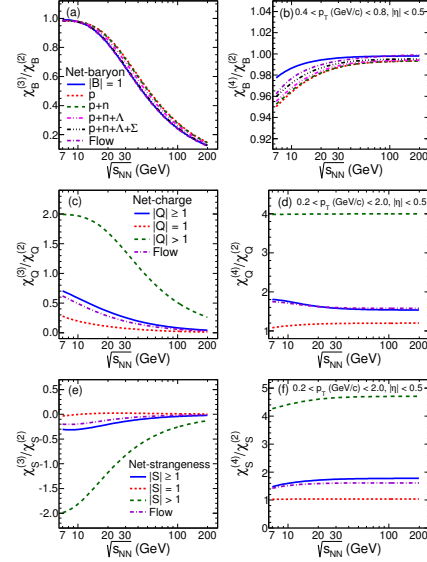 (a)
Net-baryon
|B| = 1
p
p+n
p+n+Λ
p+n+Λ+Σ
Flow
χ_B^(3)/χ_B^(2)
1.0
0.8
0.6
0.4
0.2
7 10 20 30 100 200
√s_NN (GeV)
(b) 0.4 < p_T (GeV/c) < 0.8, |η| < 0.5
χ_B^(4)/χ_B^(2)
1.04
1.02
1.00
0.98
0.96
0.94
0.92
7 10 20 30 100 200
√s_NN (GeV)
(c)
Net-charge
|Q| ≥ 1
|Q| = 1
|Q| > 1
Flow
χ_Q^(3)/χ_Q^(2)
2.0
1.5
1.0
0.5
0.0
7 10 20 30 100 200
√s_NN (GeV)
(d) 0.2 < p_T (GeV/c) < 2.0, |η| < 0.5
χ_Q^(4)/χ_Q^(2)
4
3
2
1
7 10 20 30 100 200
√s_NN (GeV)
(e)
Net-strangeness
|S| ≥ 1
|S| = 1
|S| > 1
Flow
χ_S^(3)/χ_S^(2)
0.5
0.0
-0.5
-1.0
-1.5
-2.0
7 10 20 30 100 200
√s_NN (GeV)
(f) 0.2 < p_T (GeV/c) < 2.0, |η| < 0.5
χ_S^(4)/χ_S^(2)
5
4
3
2
1
0
7 10 20 30 100 200
√s_NN (GeV)